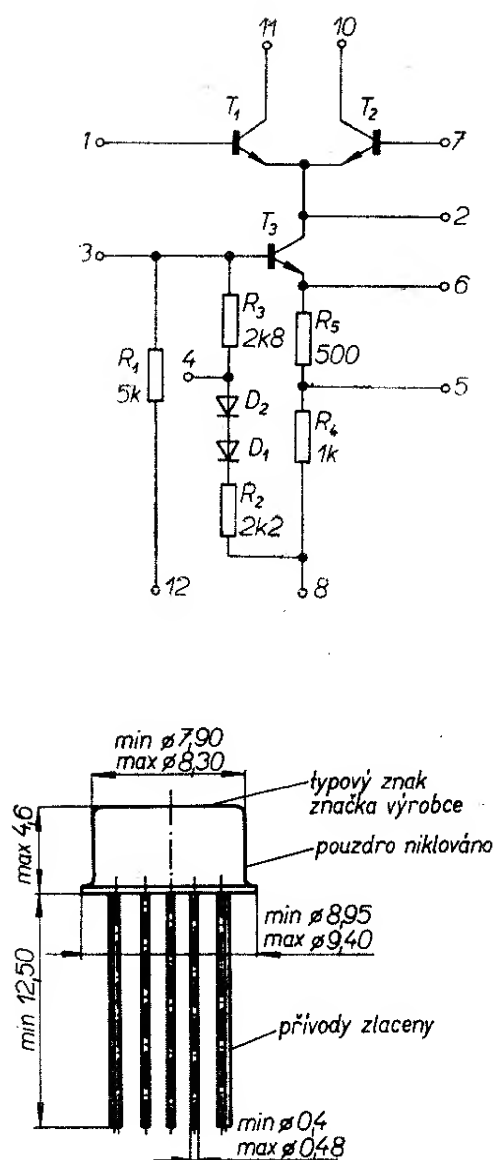 11
10
T₁
T₂
1
7
2
T₃
3
6
R₃
2k8
R₅
500
R₁
5k
4
5
D₂
R₄
1k
D₁
R₂
2k2
12
8
min ø7,90
max ø8,30
typový znak
značka výrobce
max 4,6
pouzdro niklováno
min ø8,95
max ø9,40
min 12,50
přívody zlaceny
min ø0,4
max ø0,48